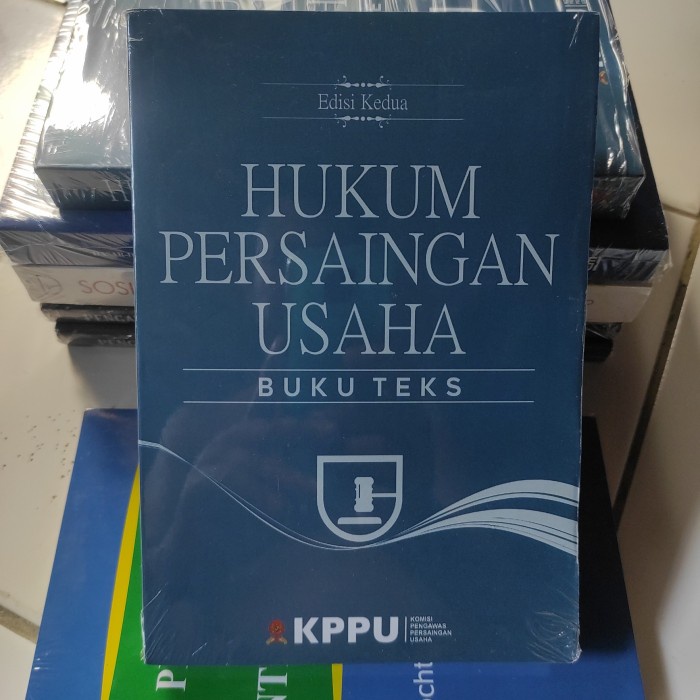 Edisi Kedua
HUKUM
PERSAINGAN
USAHA
BUKU TEKS
KPPU
KOMISI
PENGAWAS
PERSAINGAN
USAHA